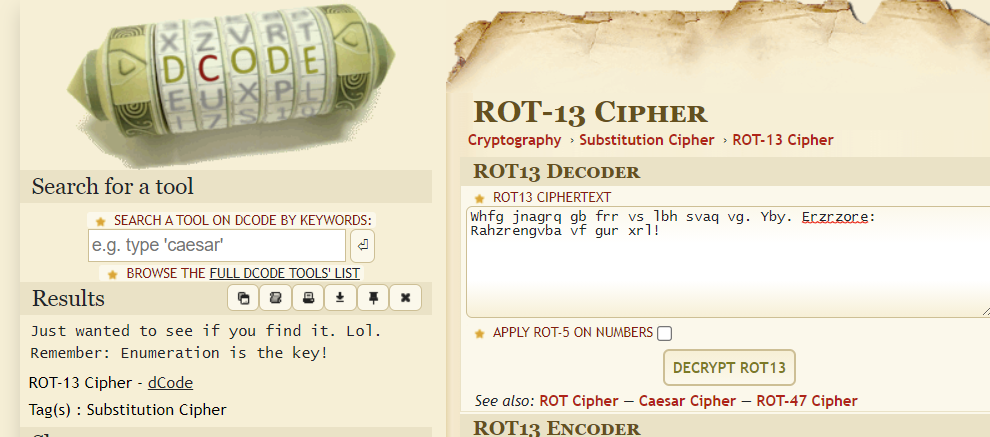 X Z V R T
D C O D E
E U X P L
I 7 S 1 0
Search for a tool
SEARCH A TOOL ON DCODE BY KEYWORDS:
e.g. type 'caesar'
BROWSE THE FULL DCODE TOOLS' LIST
Results
Just wanted to see if you find it. Lol.
Remember: Enumeration is the key!
ROT-13 Cipher - dCode
Tag(s) : Substitution Cipher
ROT-13 Cipher
Cryptography › Substitution Cipher › ROT-13 Cipher
ROT13 Decoder
ROT13 CIPHERTEXT
Whfg jnagrq gb frr vs lbh svaq vg. Yby. Erzrzore:
Rahzrengvba vf gur xrl!
APPLY ROT-5 ON NUMBERS
DECRYPT ROT13
See also: ROT Cipher — Caesar Cipher — ROT-47 Cipher
ROT13 Encoder